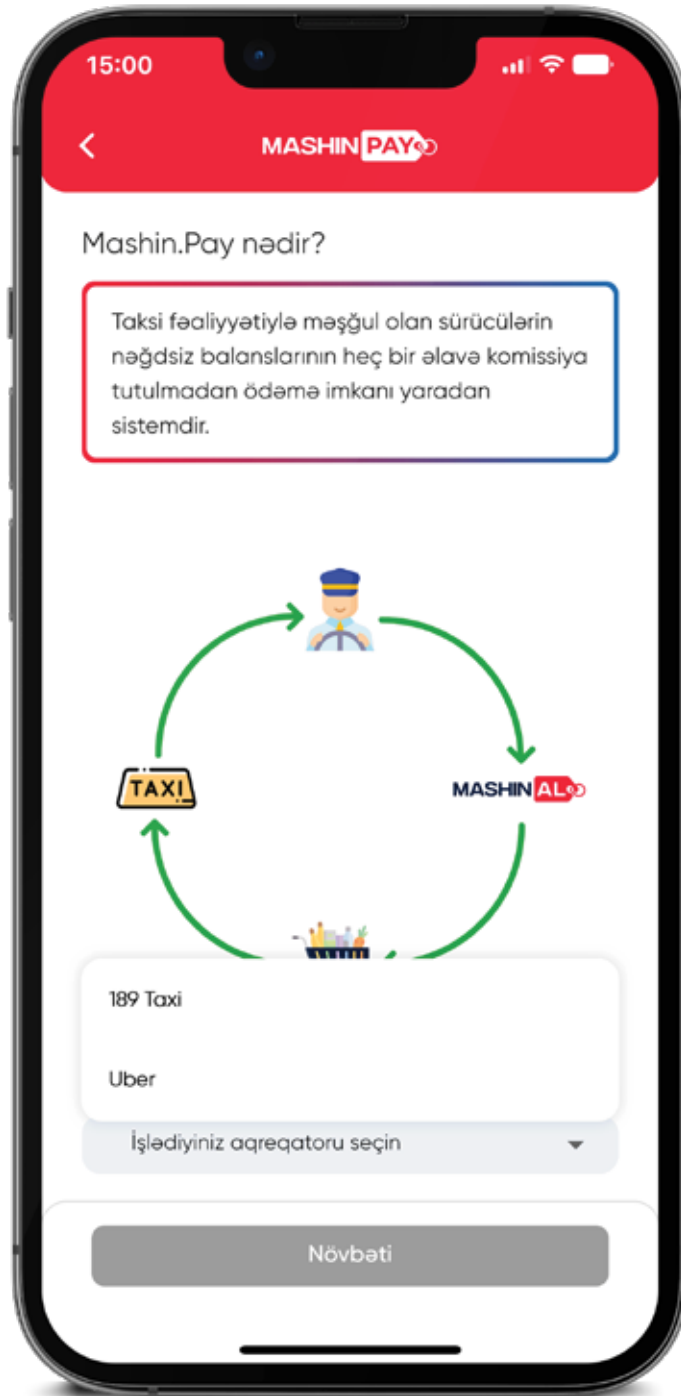 15:00
MASHIN PAY
Mashin.Pay nədir?
Taksi fəaliyyətiylə məşğul olan sürücülərin
nəğdsiz balanslarının heç bir əlavə komissiya
tutulmadan ödəmə imkanı yaradan
sistemdir.
TAXI
MASHIN AL
189 Taxi
Uber
İşlədiyiniz aqreqatoru seçin
Növbəti